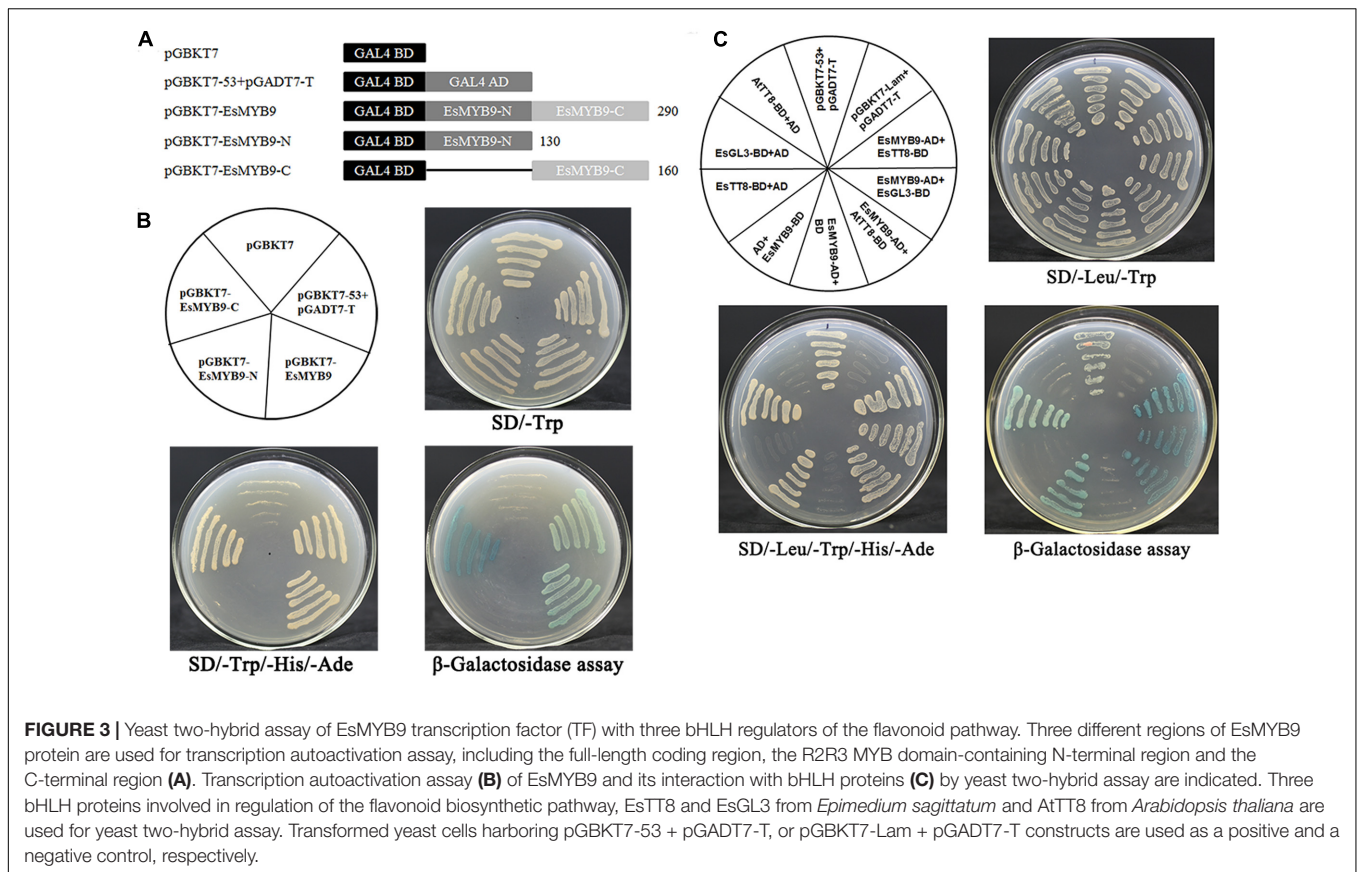 A
pGBKT7 GAL4 BD
pGBKT7-53+pGADT7-T GAL4 BD GAL4 AD
pGBKT7-EsMYB9 GAL4 BD EsMYB9-N EsMYB9-C 290
pGBKT7-EsMYB9-N GAL4 BD EsMYB9-N 130
pGBKT7-EsMYB9-C GAL4 BD EsMYB9-C 160
B
pGBKT7
pGBKT7-53+
pGADT7-T
pGBKT7-
EsMYB9
pGBKT7-
EsMYB9-N
pGBKT7-
EsMYB9-C
SD/-Trp
SD/-Trp/-His/-Ade
β-Galactosidase assay
C
pGBKT7-53+
pGADT7-T
pGBKT7-Lam+
pGADT7-T
EsMYB9-AD+
EsTT8-BD
EsMYB9-AD+
EsGL3-BD
EsMYB9-AD+
AtTT8-BD
EsMYB9-AD+
BD
AD+
EsMYB9-BD
EsTT8-BD+AD
EsGL3-BD+AD
AtTT8-BD+AD
SD/-Leu/-Trp
SD/-Leu/-Trp/-His/-Ade
β-Galactosidase assay
FIGURE 3 | Yeast two-hybrid assay of EsMYB9 transcription factor (TF) with three bHLH regulators of the flavonoid pathway. Three different regions of EsMYB9
protein are used for transcription autoactivation assay, including the full-length coding region, the R2R3 MYB domain-containing N-terminal region and the
C-terminal region (A). Transcription autoactivation assay (B) of EsMYB9 and its interaction with bHLH proteins (C) by yeast two-hybrid assay are indicated. Three
bHLH proteins involved in regulation of the flavonoid biosynthetic pathway, EsTT8 and EsGL3 from Epimedium sagittatum and AtTT8 from Arabidopsis thaliana are
used for yeast two-hybrid assay. Transformed yeast cells harboring pGBKT7-53 + pGADT7-T, or pGBKT7-Lam + pGADT7-T constructs are used as a positive and a
negative control, respectively.